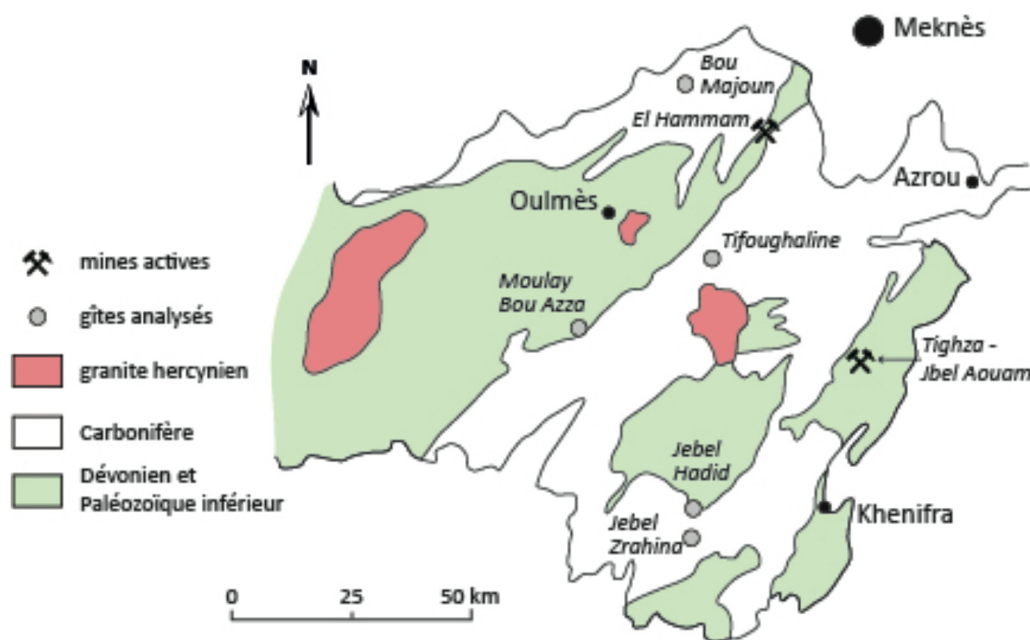 Meknès
N
Bou
Majoun
El Hammam
Azrou
Oulmès
Tifoughaline
mines actives
Moulay
Bou Azza
gîtes analysés
Tighza -
Jbel Aouam
granite hercynien
Carbonifère
Jebel
Hadid
Dévonien et
Paléozoïque inférieur
Khenifra
Jebel
Zrahina
0 25 50 km